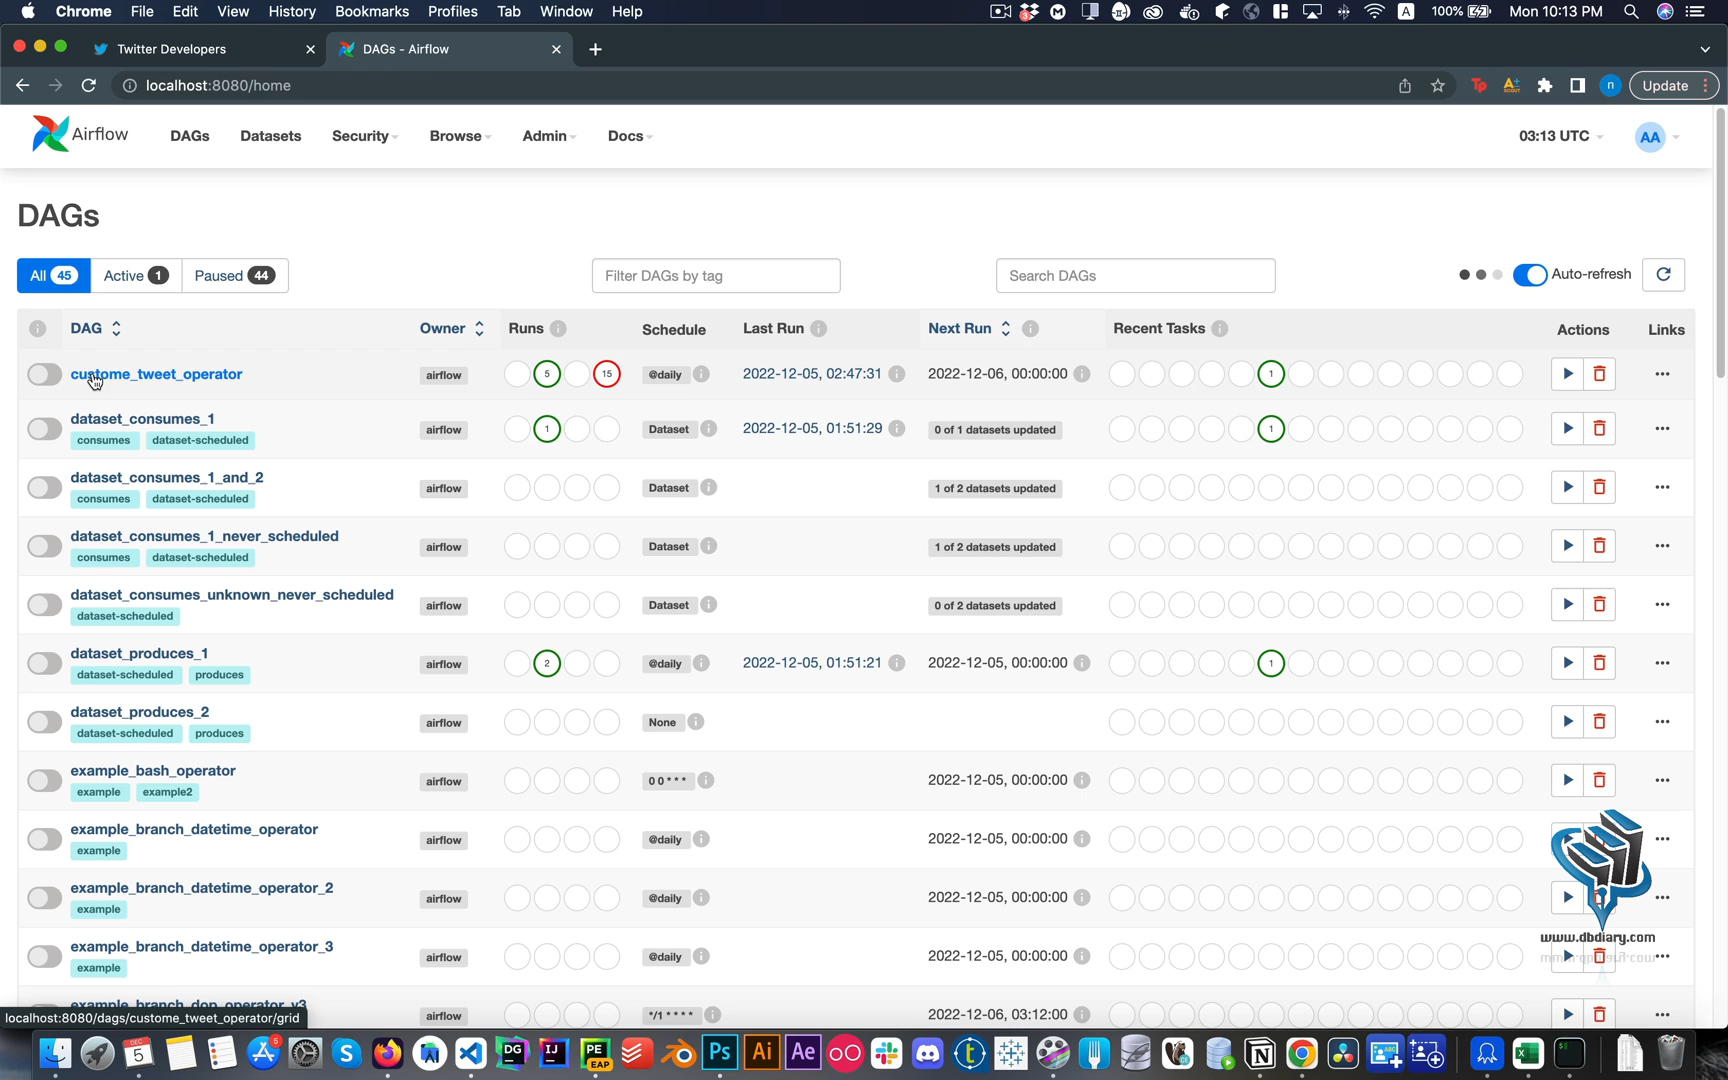 Chrome File Edit View History Bookmarks Profiles Tab Window Help
100% Mon 10:13 PM
Twitter Developers
DAGs - Airflow
localhost:8080/home
n
Update
Airflow DAGs Datasets Security Browse Admin Docs 03:13 UTC AA
DAGs
All 45 Active 1 Paused 44 Filter DAGs by tag Search DAGs Auto-refresh
DAG Owner Runs Schedule Last Run Next Run Recent Tasks Actions Links
custome_tweet_operator airflow 5 15 @daily 2022-12-05, 02:47:31 2022-12-06, 00:00:00 1
dataset_consumes_1 airflow 1 Dataset 2022-12-05, 01:51:29 0 of 1 datasets updated 1
consumes dataset-scheduled
dataset_consumes_1_and_2 airflow Dataset 1 of 2 datasets updated
consumes dataset-scheduled
dataset_consumes_1_never_scheduled airflow Dataset 1 of 2 datasets updated
consumes dataset-scheduled
dataset_consumes_unknown_never_scheduled airflow Dataset 0 of 2 datasets updated
dataset-scheduled
dataset_produces_1 airflow 2 @daily 2022-12-05, 01:51:21 2022-12-05, 00:00:00 1
dataset-scheduled produces
dataset_produces_2 airflow None
dataset-scheduled produces
example_bash_operator airflow 0 0 * * * 2022-12-05, 00:00:00
example example2
example_branch_datetime_operator airflow @daily 2022-12-05, 00:00:00
example
example_branch_datetime_operator_2 airflow @daily 2022-12-05, 00:00:00
example
www.dbdiary.com
example_branch_datetime_operator_3 airflow @daily 2022-12-05, 00:00:00
example
example_branch_dop_operator_v3 airflow */1 * * * * 2022-12-06, 03:12:00
localhost:8080/dags/custome_tweet_operator/grid
DEC 5 5 DG IJ PE EAP Ps Ai Ae